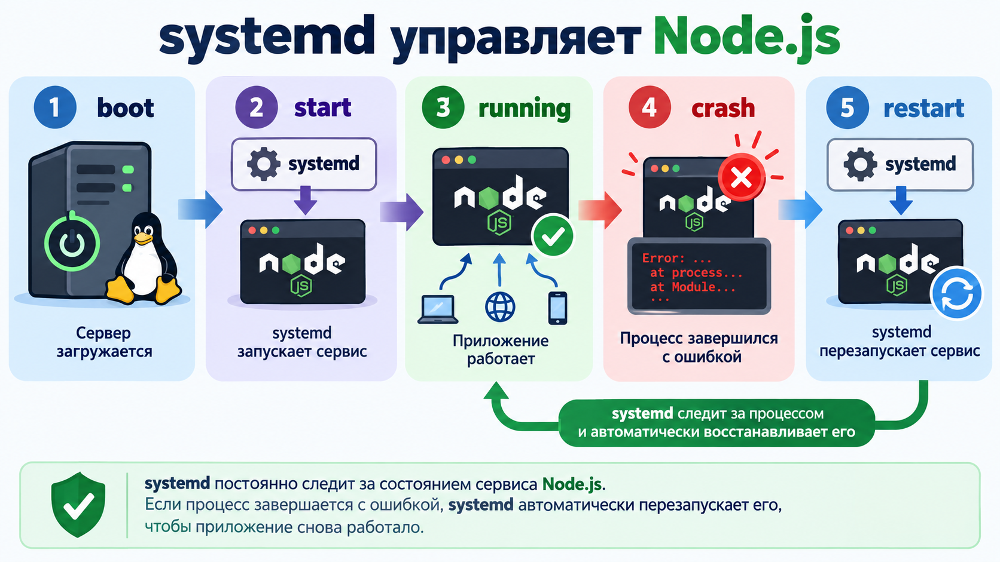 systemd управляет Node.js
1 boot
2 start
3 running
4 crash
5 restart
systemd
node
JS
Сервер
загружается
systemd
запускает сервис
node
JS
Приложение
работает
node
JS
Error: ...
at process...
at Module...
...
Процесс завершился
с ошибкой
systemd
node
JS
systemd
перезапускает сервис
systemd следит за процессом
и автоматически восстанавливает его
systemd постоянно следит за состоянием сервиса Node.js.
Если процесс завершается с ошибкой, systemd автоматически перезапускает его,
чтобы приложение снова работало.